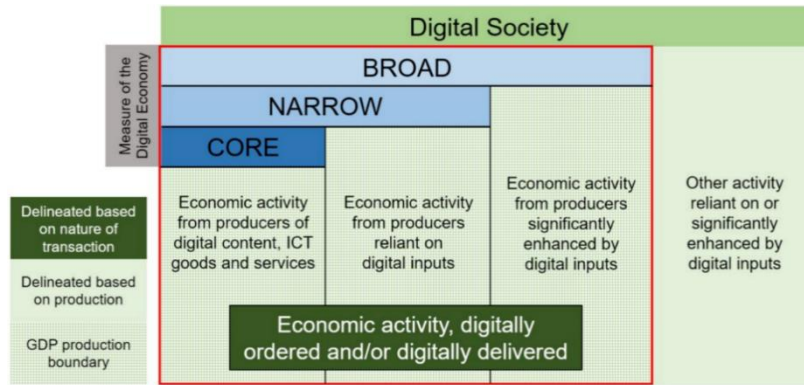 Digital Society
Measure of the
Digital Economy
BROAD
NARROW
CORE
Delineated based
on nature of
transaction
Delineated based
on production
GDP production
boundary
Economic activity
from producers of
digital content, ICT
goods and services
Economic activity
from producers
reliant on
digital inputs
Economic activity
from producers
significantly
enhanced by
digital inputs
Other activity
reliant on or
significantly
enhanced by
digital inputs
Economic activity, digitally
ordered and/or digitally delivered